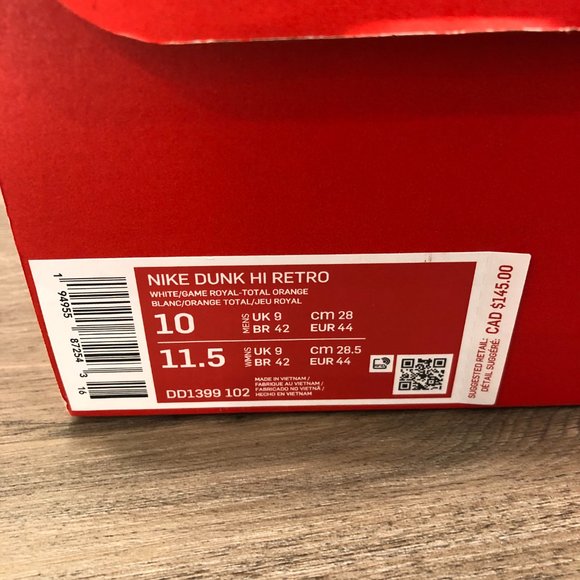 NIKE DUNK HI RETRO
WHITE/GAME ROYAL-TOTAL ORANGE
BLANC/ORANGE TOTAL/JEU ROYAL
10 MENS UK 9 CM 28
BR 42 EUR 44
11.5 WMNS UK 9 CM 28.5
BR 42 EUR 44
DD1399 102
MADE IN VIETNAM /
FABRIQUE AU VIETNAM /
FABRICADO NO VIETNÃ /
HECHO EN VIETNAM
1 94955 87254 3 16
SUGGESTED RETAIL:
DÉTAIL SUGGÉRÉ: CAD $145.00